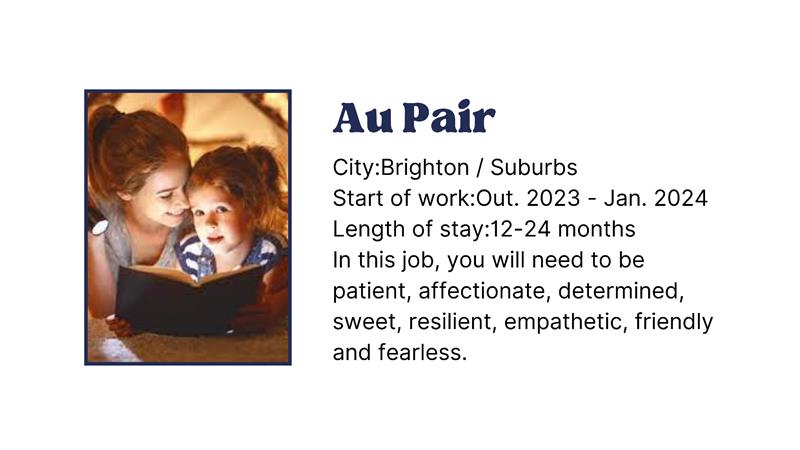 Au Pair
City:Brighton / Suburbs
Start of work:Out. 2023 - Jan. 2024
Length of stay:12-24 months
In this job, you will need to be
patient, affectionate, determined,
sweet, resilient, empathetic, friendly
and fearless.